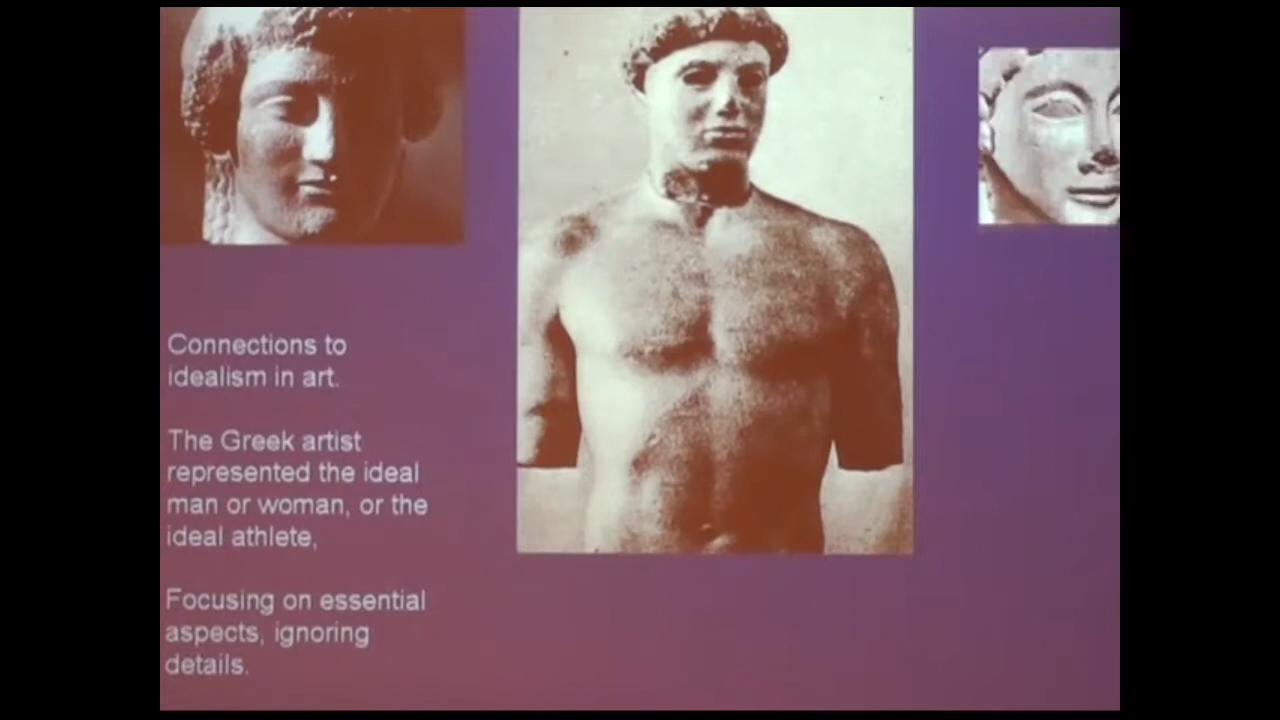 Connections to
idealism in art.
The Greek artist
represented the ideal
man or woman, or the
ideal athlete,
Focusing on essential
aspects, ignoring
details.